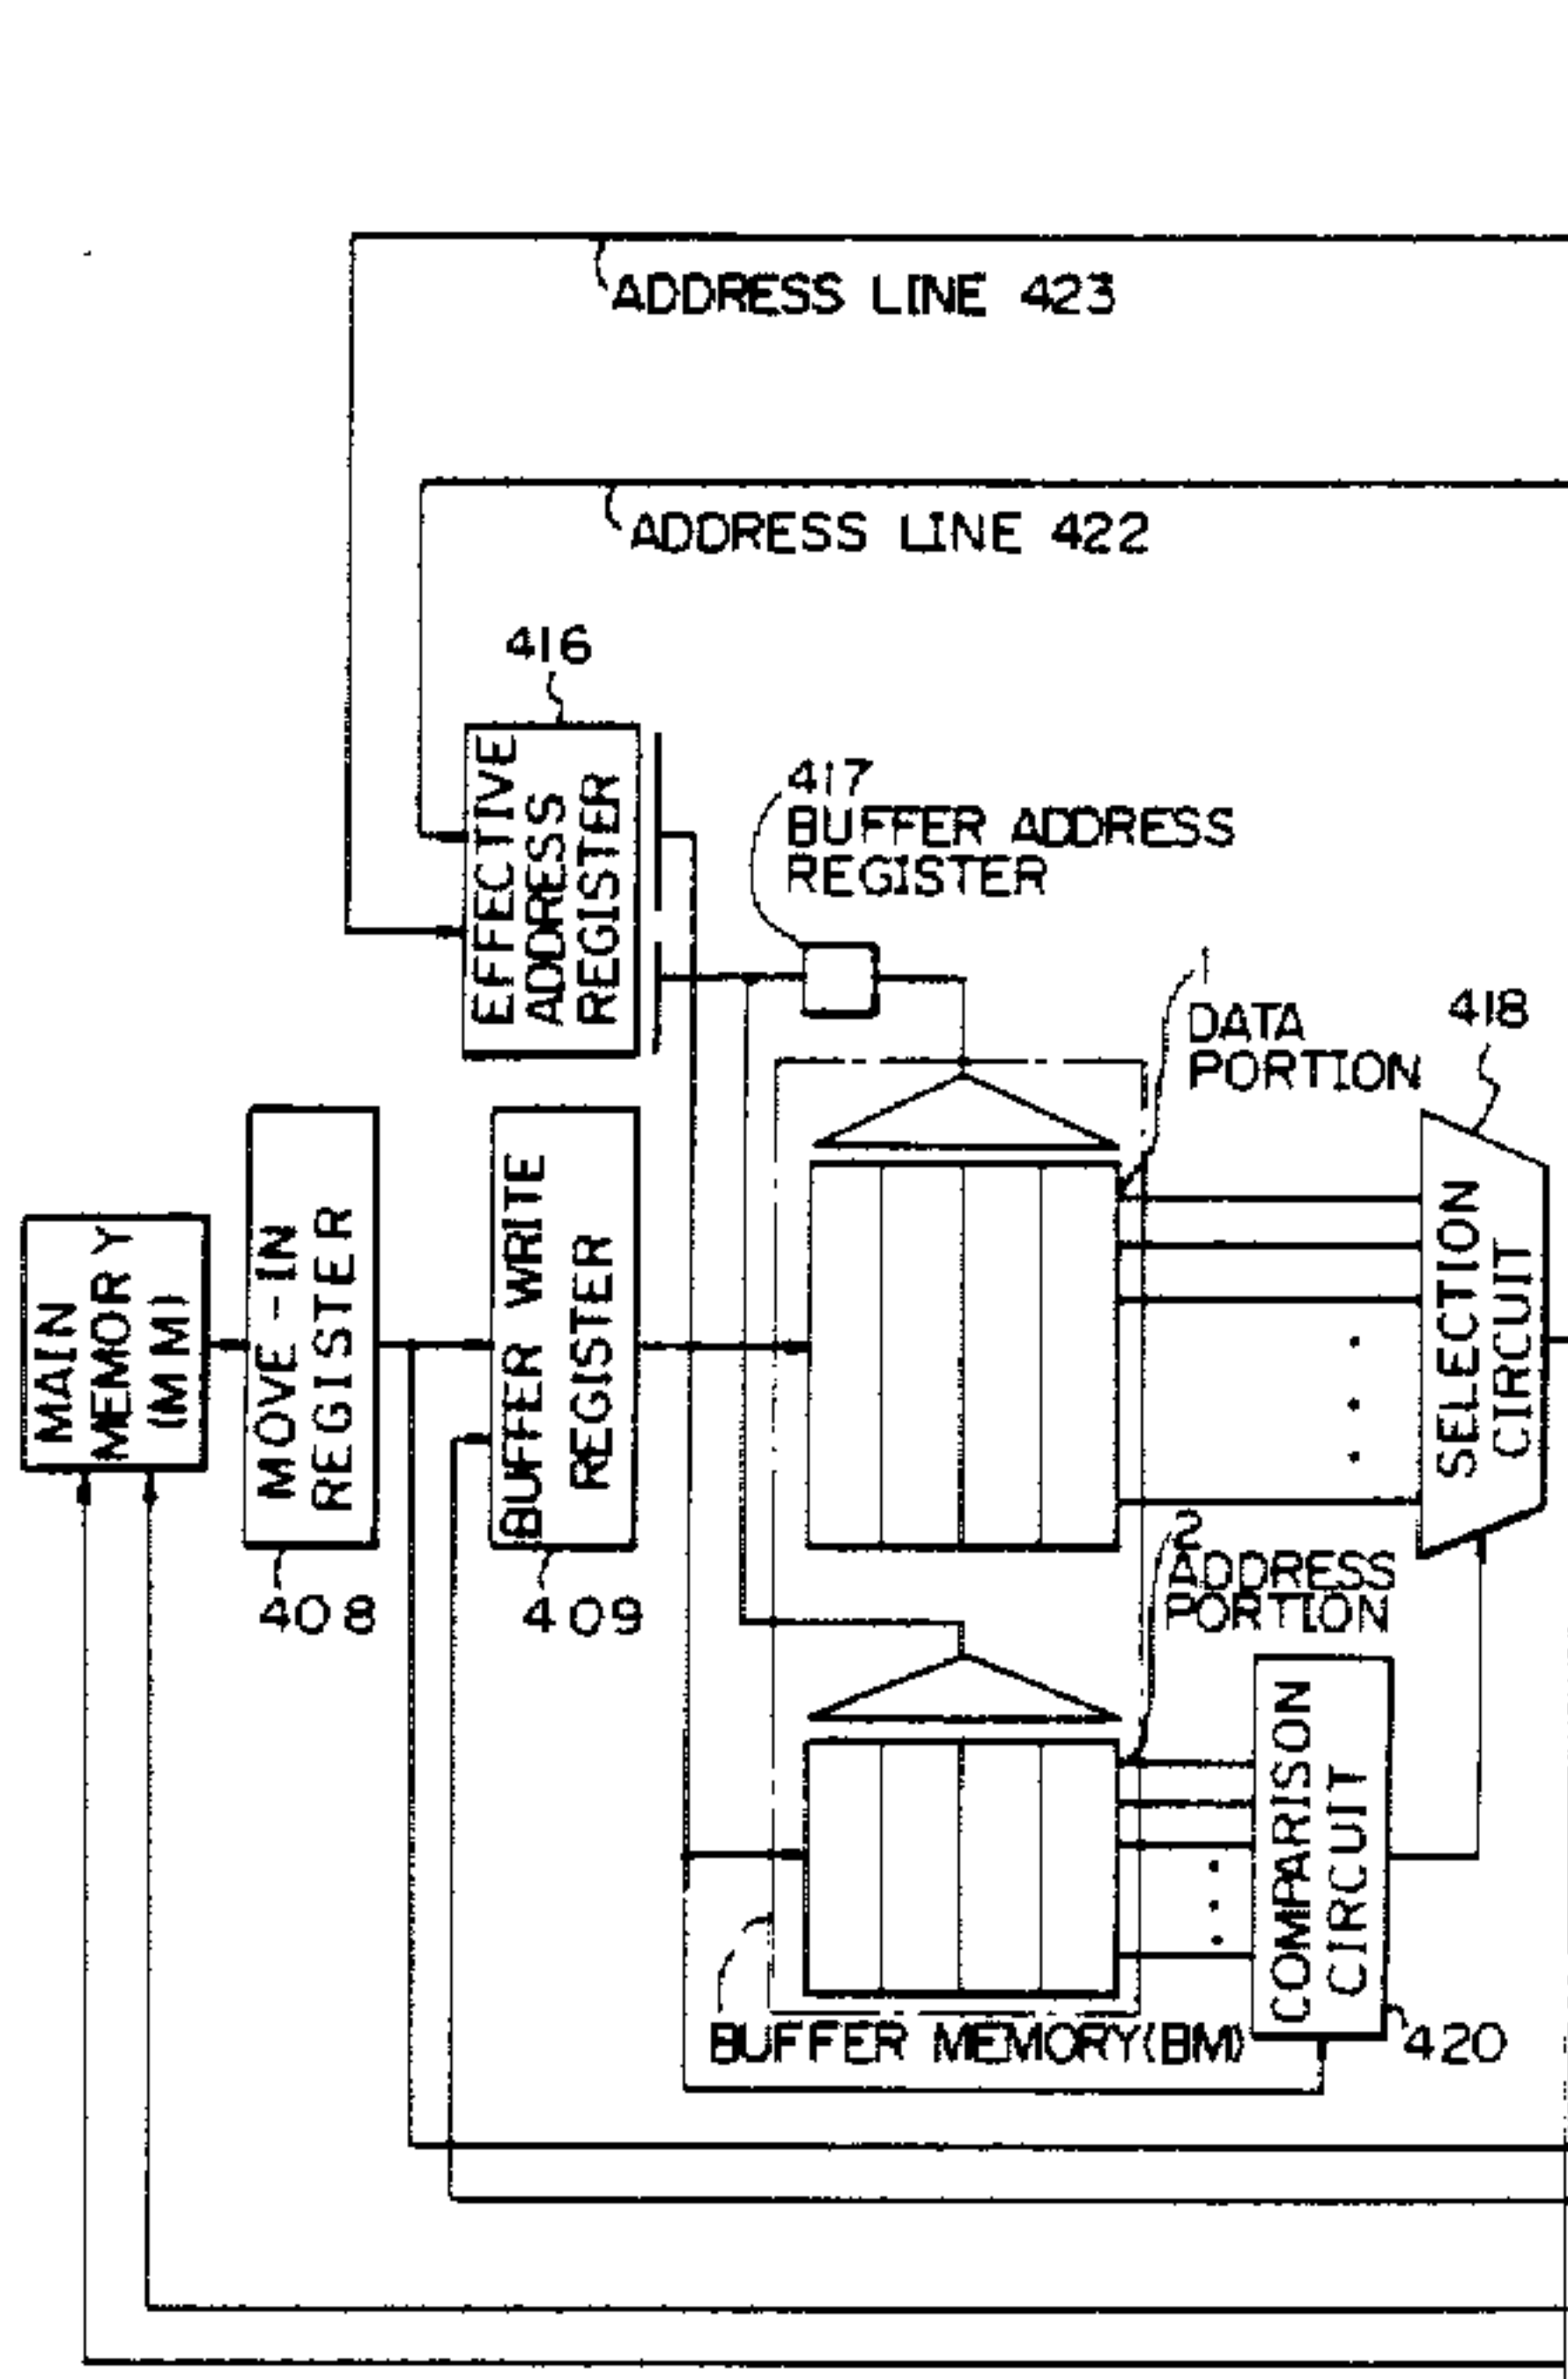 ADDRESS LINE 423
ADDRESS LINE 422
416
EFFECTIVE
ADDRESS
REGISTER
417
BUFFER ADDRESS
REGISTER
1
DATA
PORTION
418
SELECTION
CIRCUIT
MAIN
MEMORY
(MM)
MOVE-IN
REGISTER
408
BUFFER WRITE
REGISTER
409
2
ADDRESS
PORTION
COMPARISON
CIRCUIT
420
BUFFER MEMORY(BM)